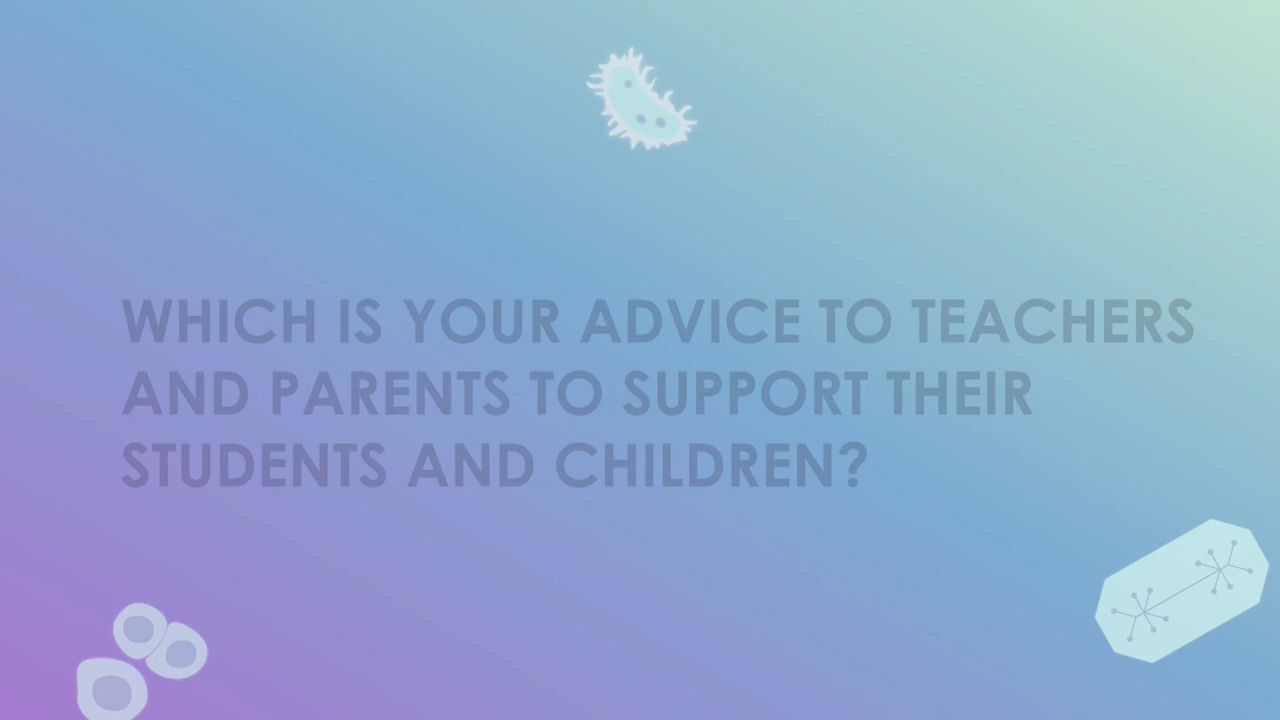 WHICH IS YOUR ADVICE TO TEACHERS
AND PARENTS TO SUPPORT THEIR
STUDENTS AND CHILDREN?